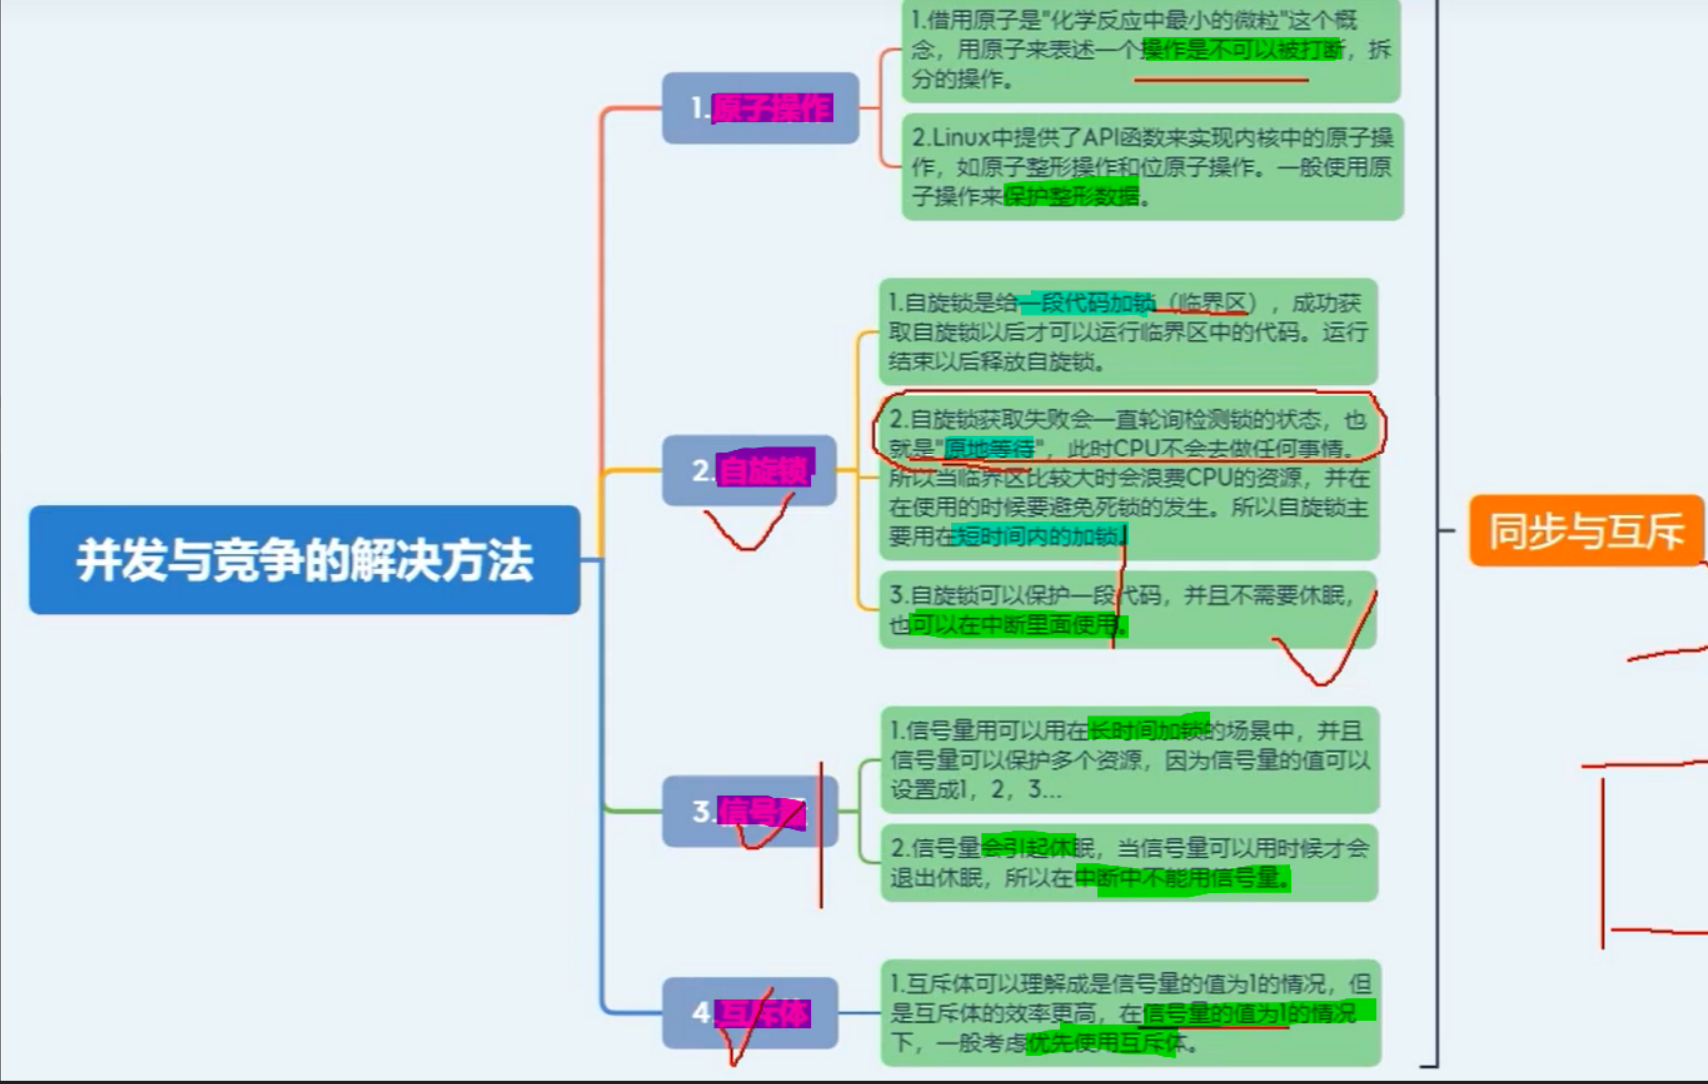 1.借用原子是"化学反应中最小的微粒"这个概
念，用原子来表述一个操作是不可以被打断，拆
分的操作。
1.原子操作
2.Linux中提供了API函数来实现内核中的原子操
作，如原子整形操作和位原子操作。一般使用原
子操作来保护整形数据。
1.自旋锁是给一段代码加锁（临界区），成功获
取自旋锁以后才可以运行临界区中的代码。运行
结束以后释放自旋锁。
2.自旋锁获取失败会一直轮询检测锁的状态，也
就是"原地等待"，此时CPU不会去做任何事情。
所以当临界区比较大时会浪费CPU的资源，并在
在使用的时候要避免死锁的发生。所以自旋锁主
要用在短时间内的加锁。
2.自旋锁
3.自旋锁可以保护一段代码，并且不需要休眠，
也可以在中断里面使用。
并发与竞争的解决方法
同步与互斥
1.信号量用可以用在长时间加锁的场景中，并且
信号量可以保护多个资源，因为信号量的值可以
设置成1，2，3...
3.信号量
2.信号量会引起休眠，当信号量可以用时候才会
退出休眠，所以在中断中不能用信号量。
4.互斥体
1.互斥体可以理解成是信号量的值为1的情况，但
是互斥体的效率更高，在信号量的值为1的情况
下，一般考虑优先使用互斥体。